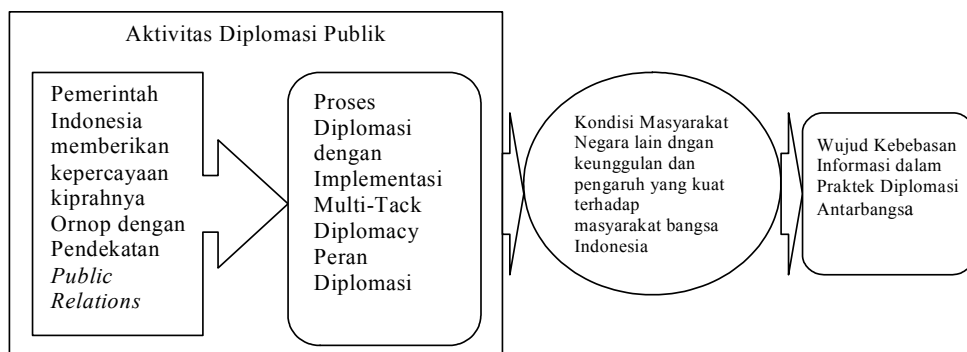 Aktivitas Diplomasi Publik
Pemerintah
Indonesia
memberikan
kepercayaan
kiprahnya
Ornop dengan
Pendekatan
Public
Relations
Proses
Diplomasi
dengan
Implementasi
Multi-Tack
Diplomacy
Peran
Diplomasi
Kondisi Masyarakat
Negara lain dngan
keunggulan dan
pengaruh yang kuat
terhadap
masyarakat bangsa
Indonesia
Wujud Kebebasan
Informasi dalam
Praktek Diplomasi
Antarbangsa